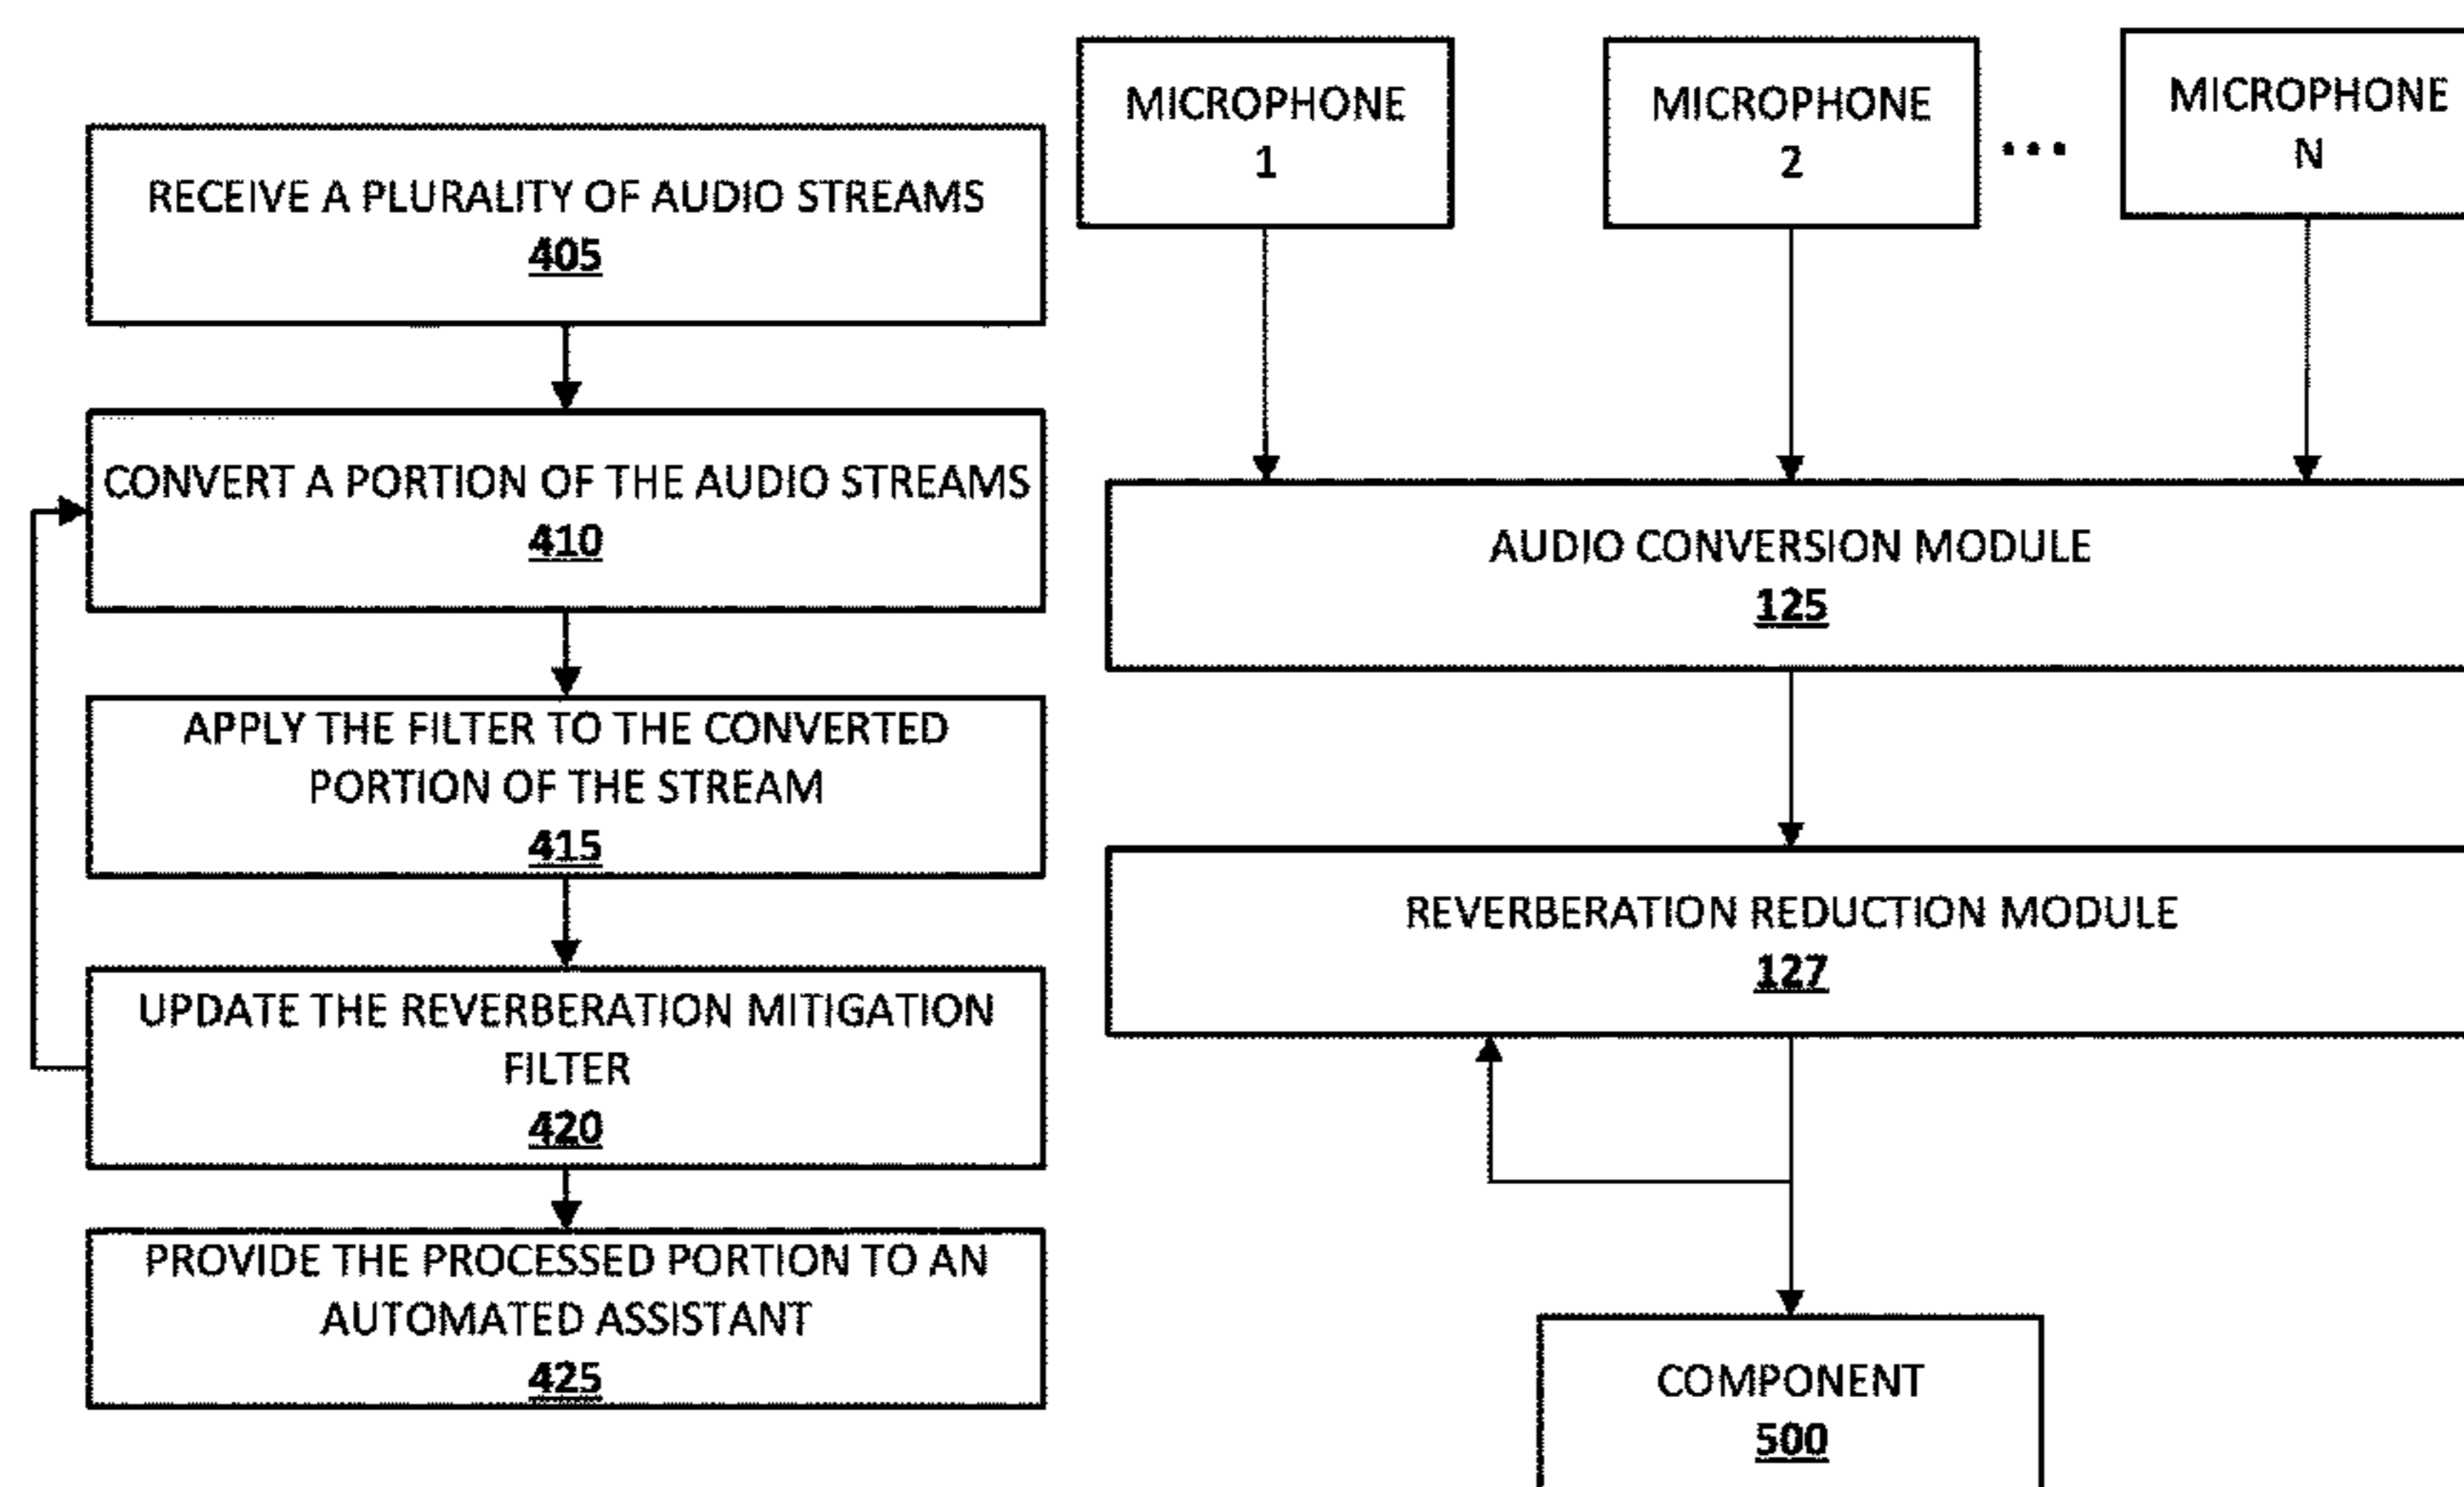 RECEIVE A PLURALITY OF AUDIO STREAMS
405
CONVERT A PORTION OF THE AUDIO STREAMS
410
APPLY THE FILTER TO THE CONVERTED
PORTION OF THE STREAM
415
UPDATE THE REVERBERATION MITIGATION
FILTER
420
PROVIDE THE PROCESSED PORTION TO AN
AUTOMATED ASSISTANT
425
MICROPHONE
1
MICROPHONE
2
...
MICROPHONE
N
AUDIO CONVERSION MODULE
125
REVERBERATION REDUCTION MODULE
127
COMPONENT
500